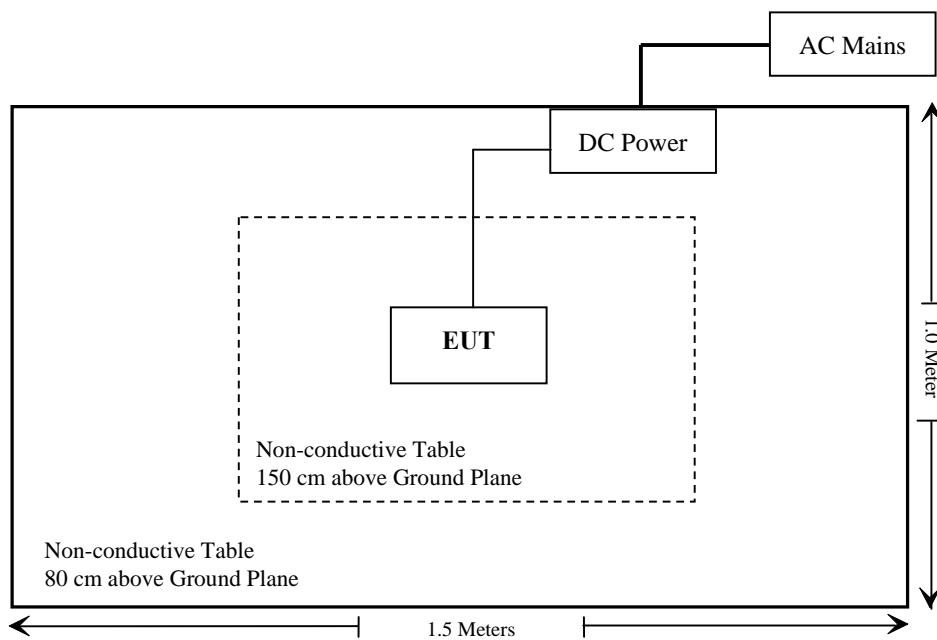 AC Mains
DC Power
EUT
Non-conductive Table
150 cm above Ground Plane
Non-conductive Table
80 cm above Ground Plane
1.0 Meter
1.5 Meters